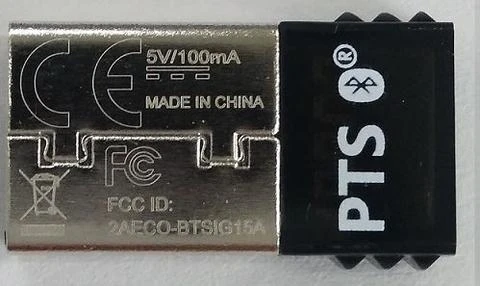 CE
5V/100mA
MADE IN CHINA
FC
FCC ID:
2AECO-BTSIG15A
PTS ®